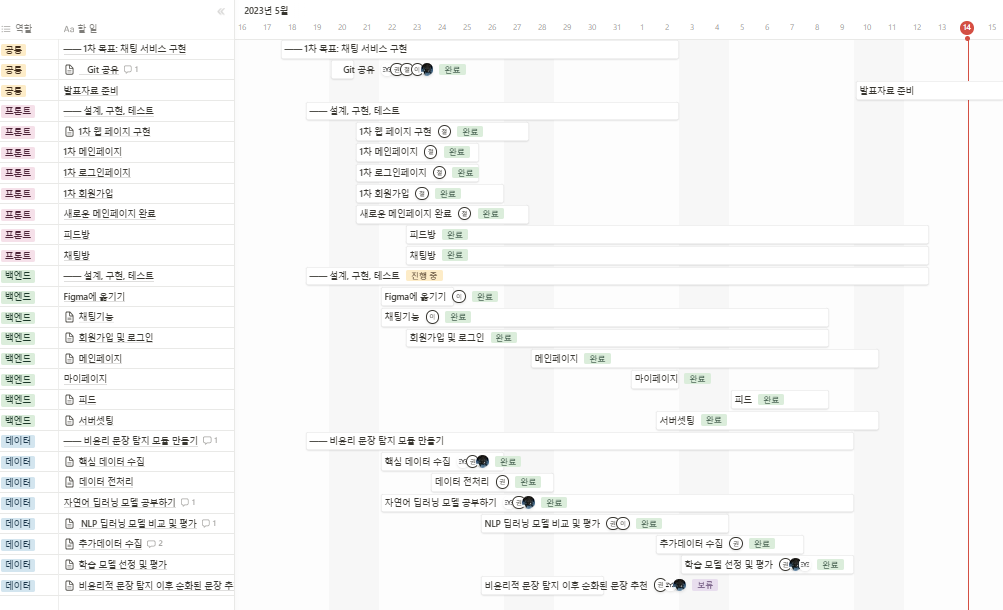 2023년 5월
역할 Aa 할 일 16 17 18 19 20 21 22 23 24 25 26 27 28 29 30 31 1 2 3 4 5 6 7 8 9 10 11 12 13 14 15
공통 —— 1차 목표: 채팅 서비스 구현 —— 1차 목표: 채팅 서비스 구현
공통 Git 공유 1 Git 공유 권 절 이 완료
공통 발표자료 준비 발표자료 준비
프론트 —— 설계, 구현, 테스트 —— 설계, 구현, 테스트
프론트 1차 웹 페이지 구현 1차 웹 페이지 구현 절 완료
프론트 1차 메인페이지 1차 메인페이지 절 완료
프론트 1차 로그인페이지 1차 로그인페이지 절 완료
프론트 1차 회원가입 1차 회원가입 절 완료
프론트 새로운 메인페이지 완료 새로운 메인페이지 완료 절 완료
프론트 피드방 피드방 완료
프론트 채팅방 채팅방 완료
백엔드 —— 설계, 구현, 테스트 —— 설계, 구현, 테스트 진행 중
백엔드 Figma에 옮기기 Figma에 옮기기 이 완료
백엔드 채팅기능 채팅기능 이 완료
백엔드 회원가입 및 로그인 회원가입 및 로그인 완료
백엔드 메인페이지 메인페이지 완료
백엔드 마이페이지 마이페이지 완료
백엔드 피드 피드 완료
백엔드 서버셋팅 서버셋팅 완료
데이터 —— 비윤리 문장 탐지 모듈 만들기 1 —— 비윤리 문장 탐지 모듈 만들기
데이터 핵심 데이터 수집 핵심 데이터 수집 권 완료
데이터 데이터 전처리 데이터 전처리 권 완료
데이터 자연어 딥러닝 모델 공부하기 1 자연어 딥러닝 모델 공부하기 권 완료
데이터 NLP 딥러닝 모델 비교 및 평가 1 NLP 딥러닝 모델 비교 및 평가 권 이 완료
데이터 추가데이터 수집 2 추가데이터 수집 권 완료
데이터 학습 모델 선정 및 평가 학습 모델 선정 및 평가 권 완료
데이터 비윤리적 문장 탐지 이후 순화된 문장 추 비윤리적 문장 탐지 이후 순화된 문장 추천 권 보류